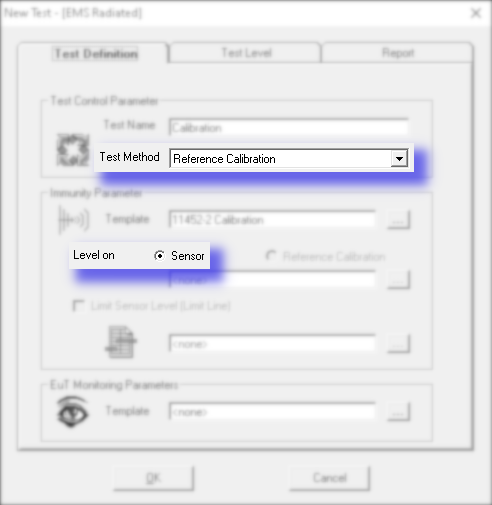 New Test - [EMS Radiated]
Test Definition
Test Level
Report
Test Control Parameter
Test Name
Calibration
Test Method
Reference Calibration
Immunity Parameter
Template
11452-2 Calibration
...
Level on
Sensor
Reference Calibration
<none>
...
Limit Sensor Level (Limit Line)
<none>
...
EuT Monitoring Parameters
Template
<none>
...
OK
Cancel